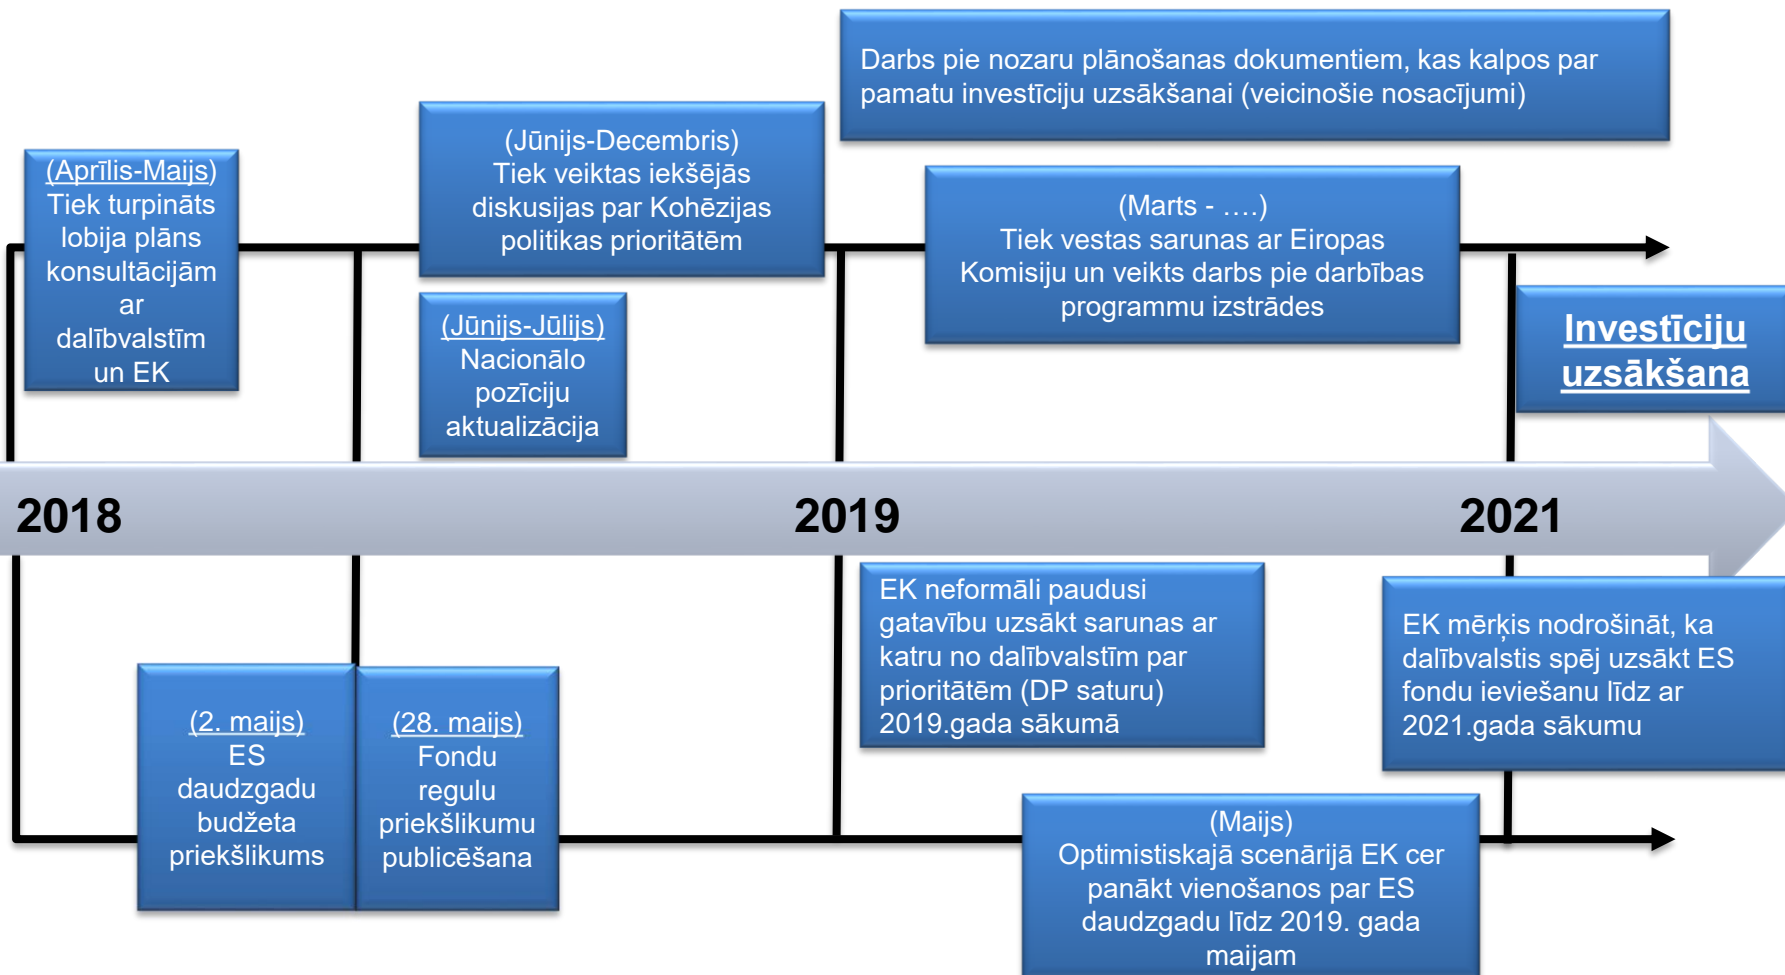 Darbs pie nozaru plānošanas dokumentiem, kas kalpos par
pamatu investīciju uzsākšanai (veicinošie nosacījumi)
(Aprīlis-Maijs)
Tiek turpināts
lobija plāns
konsultācijām
ar
dalībvalstīm
un EK
(Jūnijs-Decembris)
Tiek veiktas iekšējās
diskusijas par Kohēzijas
politikas prioritātēm
(Jūnijs-Jūlijs)
Nacionālo
pozīciju
aktualizācija
(Marts - ….)
Tiek vestas sarunas ar Eiropas
Komisiju un veikts darbs pie darbības
programmu izstrādes
Investīciju
uzsākšana
2018
2019
2021
(2. maijs)
ES
daudzgadu
budžeta
priekšlikums
(28. maijs)
Fondu
regulu
priekšlikumu
publicēšana
EK neformāli paudusi
gatavību uzsākt sarunas ar
katru no dalībvalstīm par
prioritātēm (DP saturu)
2019.gada sākumā
(Maijs)
Optimistiskajā scenārijā EK cer
panākt vienošanos par ES
daudzgadu līdz 2019. gada
maijam
EK mērķis nodrošināt, ka
dalībvalstis spēj uzsākt ES
fondu ieviešanu līdz ar
2021.gada sākumu